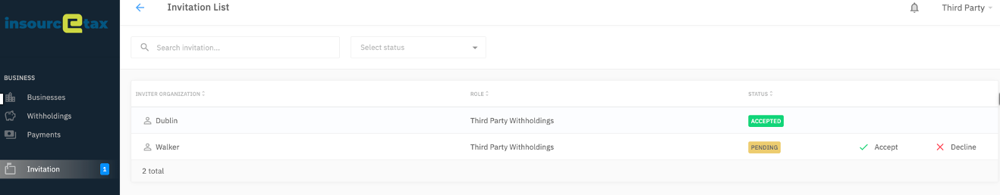 insourcetax
BUSINESS
Businesses
Withholdings
Payments
Invitation 1
Invitation List
Third Party
Search invitation...
Select status
INVITER ORGANIZATION ROLE STATUS
Dublin Third Party Withholdings ACCEPTED
Walker Third Party Withholdings PENDING Accept Decline
2 total